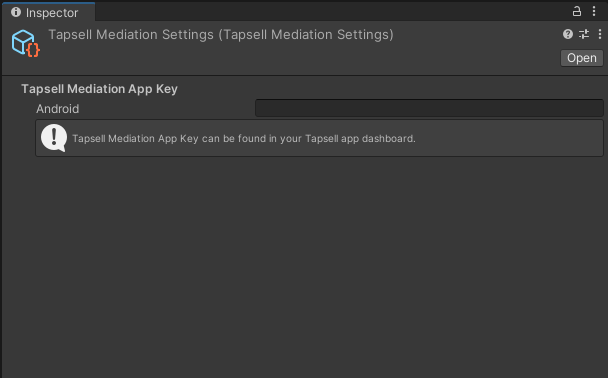 Inspector
Tapsell Mediation Settings (Tapsell Mediation Settings)
Open
Tapsell Mediation App Key
Android
Tapsell Mediation App Key can be found in your Tapsell app dashboard.